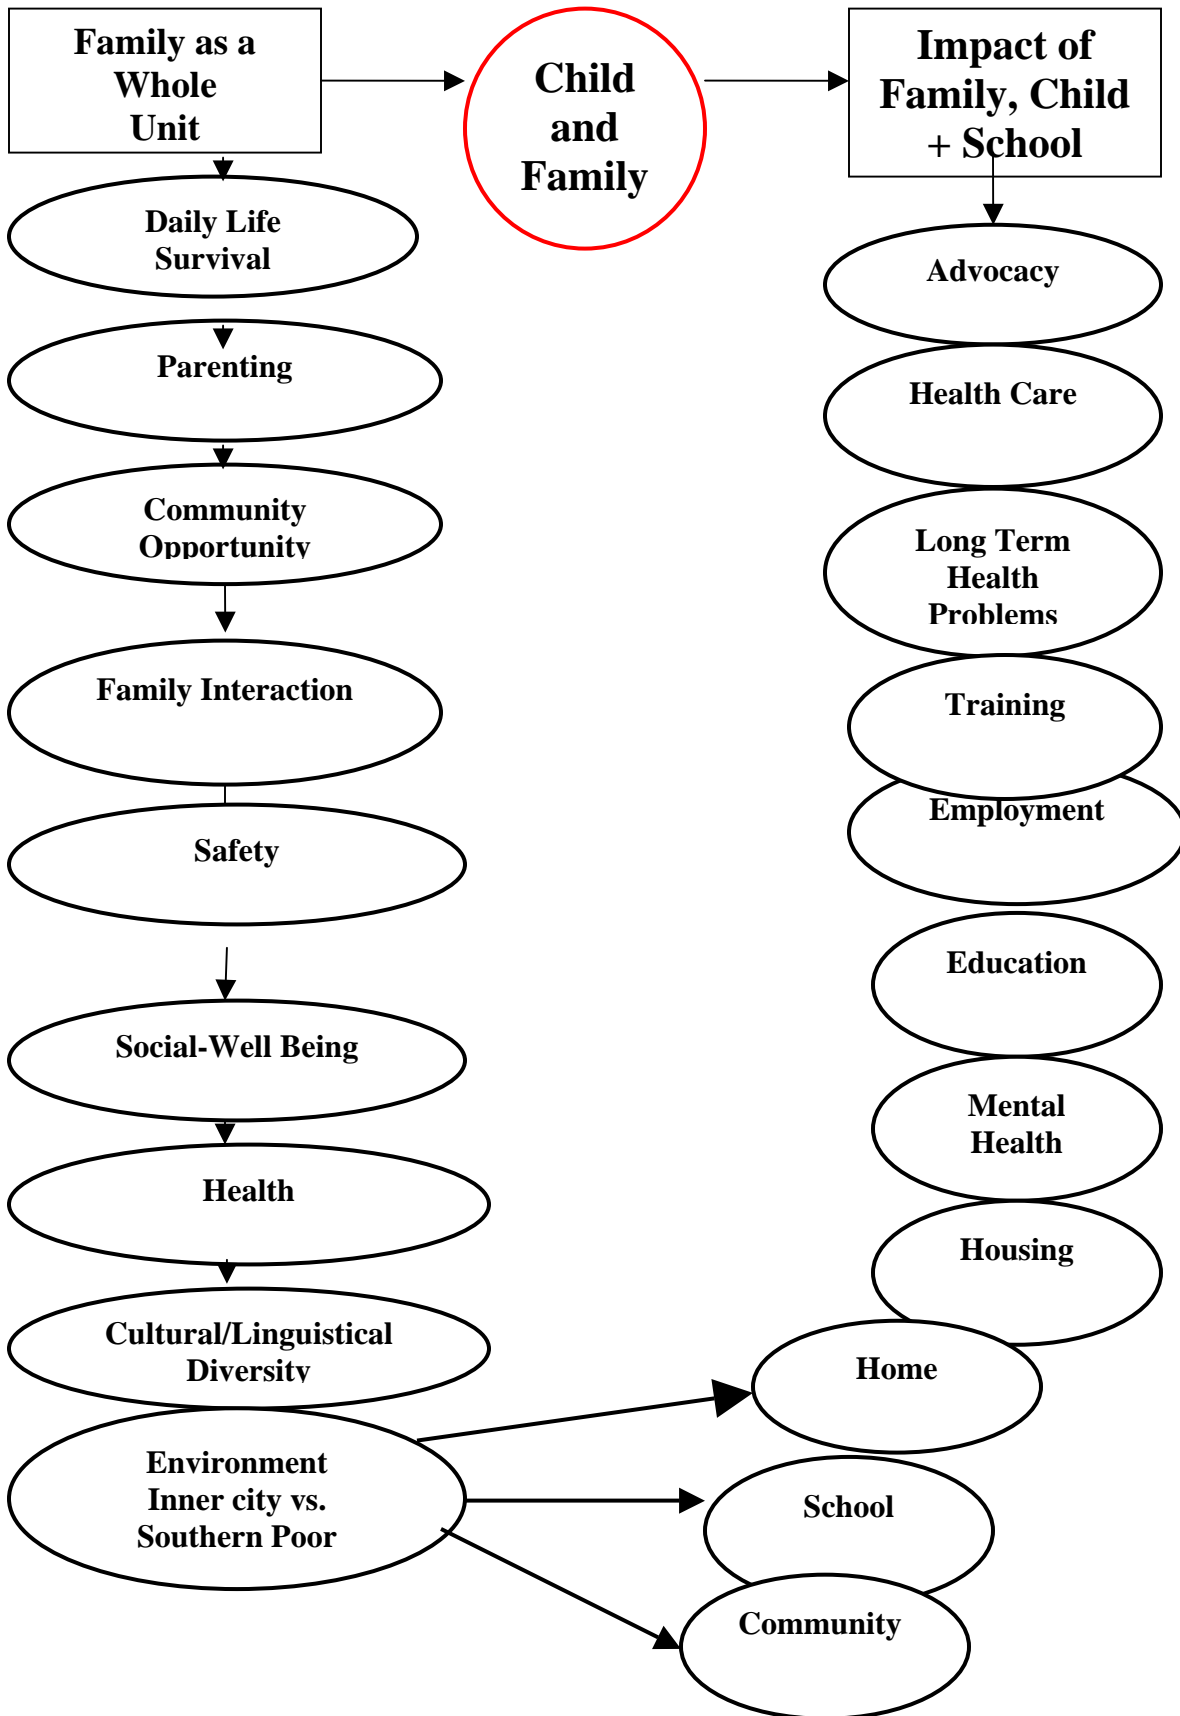 Family as a
Whole
Unit
Child
and
Family
Impact of
Family, Child
+ School
Daily Life
Survival
Parenting
Community
Opportunity
Family Interaction
Safety
Social-Well Being
Health
Cultural/Linguistical
Diversity
Environment
Inner city vs.
Southern Poor
Advocacy
Health Care
Long Term
Health
Problems
Training
Employment
Education
Mental
Health
Housing
Home
School
Community